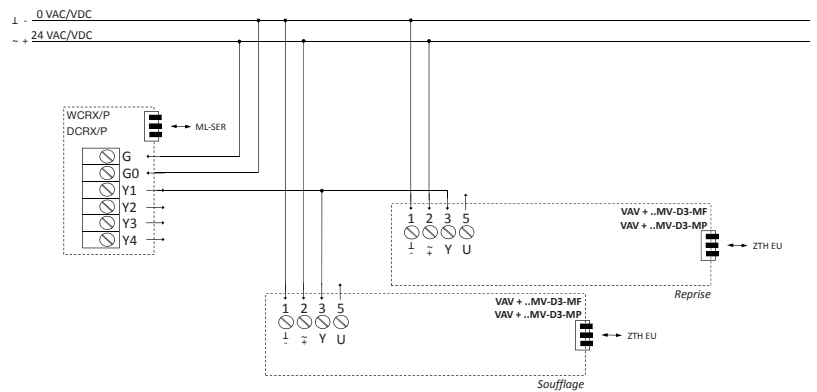 ⊥ - 0 VAC/VDC
~ + 24 VAC/VDC
WCRX/P
DCRX/P
ML-SER
G
G0
Y1
Y2
Y3
Y4
1 2 3 5
⊥ ~ Y U
- +
VAV + ..MV-D3-MF
VAV + ..MV-D3-MP
ZTH EU
Reprise
1 2 3 5
⊥ ~ Y U
- +
VAV + ..MV-D3-MF
VAV + ..MV-D3-MP
ZTH EU
Soufflage